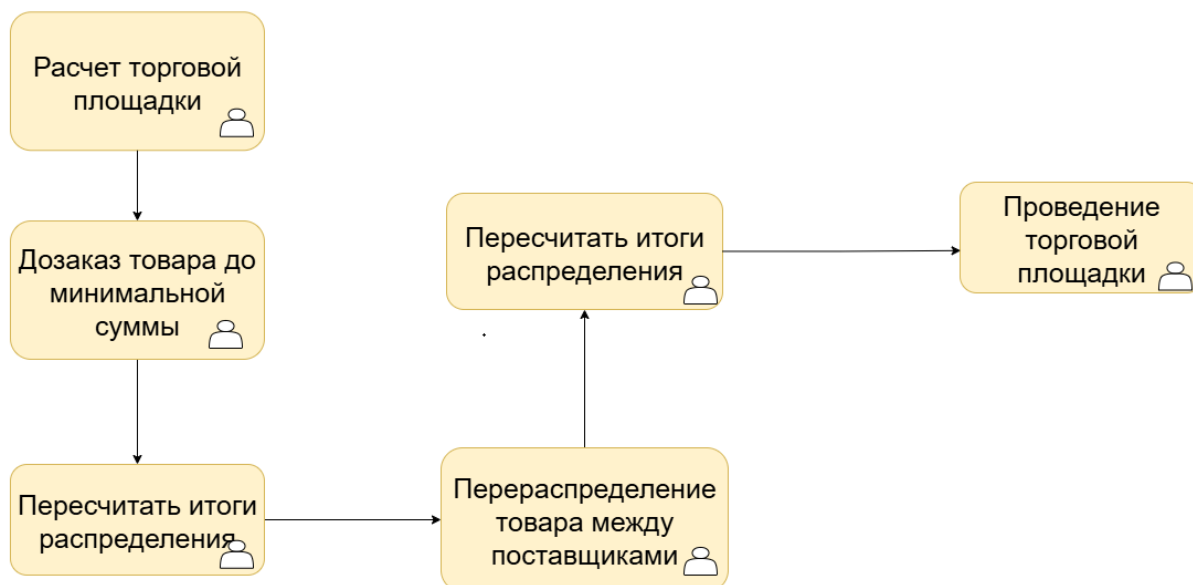 Расчет торговой
площадки
Дозаказ товара до
минимальной
суммы
Пересчитать итоги
распределения
Перераспределение
товара между
поставщиками
Пересчитать итоги
распределения
Проведение
торговой
площадки